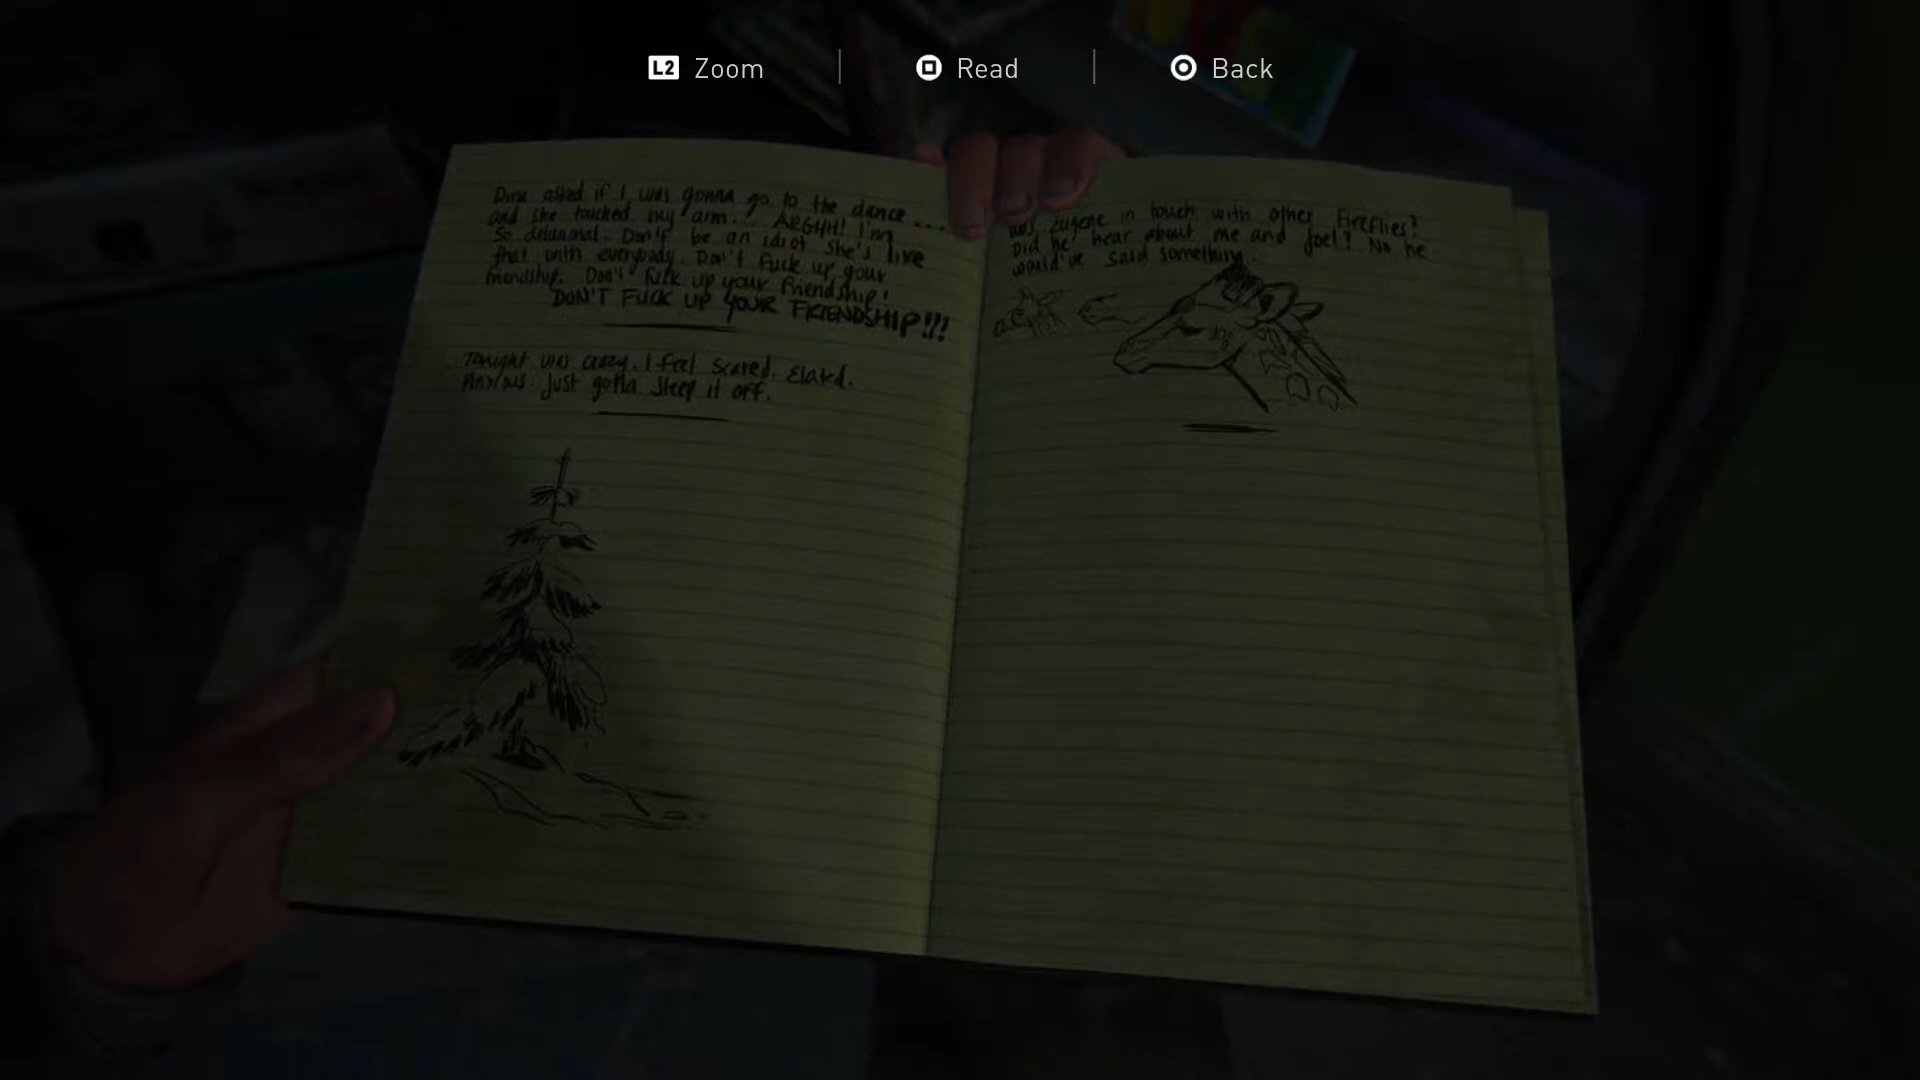 L2 Zoom
Read
Back
Dina asked if I was gonna go to the dance ...
and she touched my arm... ARGHH! I'm
so delusional. Don't be an idiot she's like
that with everybody. Don't fuck up your
friendship. Don't fuck up your friendship!
DON'T FUCK UP YOUR FRIENDSHIP!!!
Tonight was crazy. I feel scared. Elated.
Anxious. Just gotta sleep it off.
was Eugene in touch with other Fireflies?
Did he hear about me and Joel? No he
would've said something.